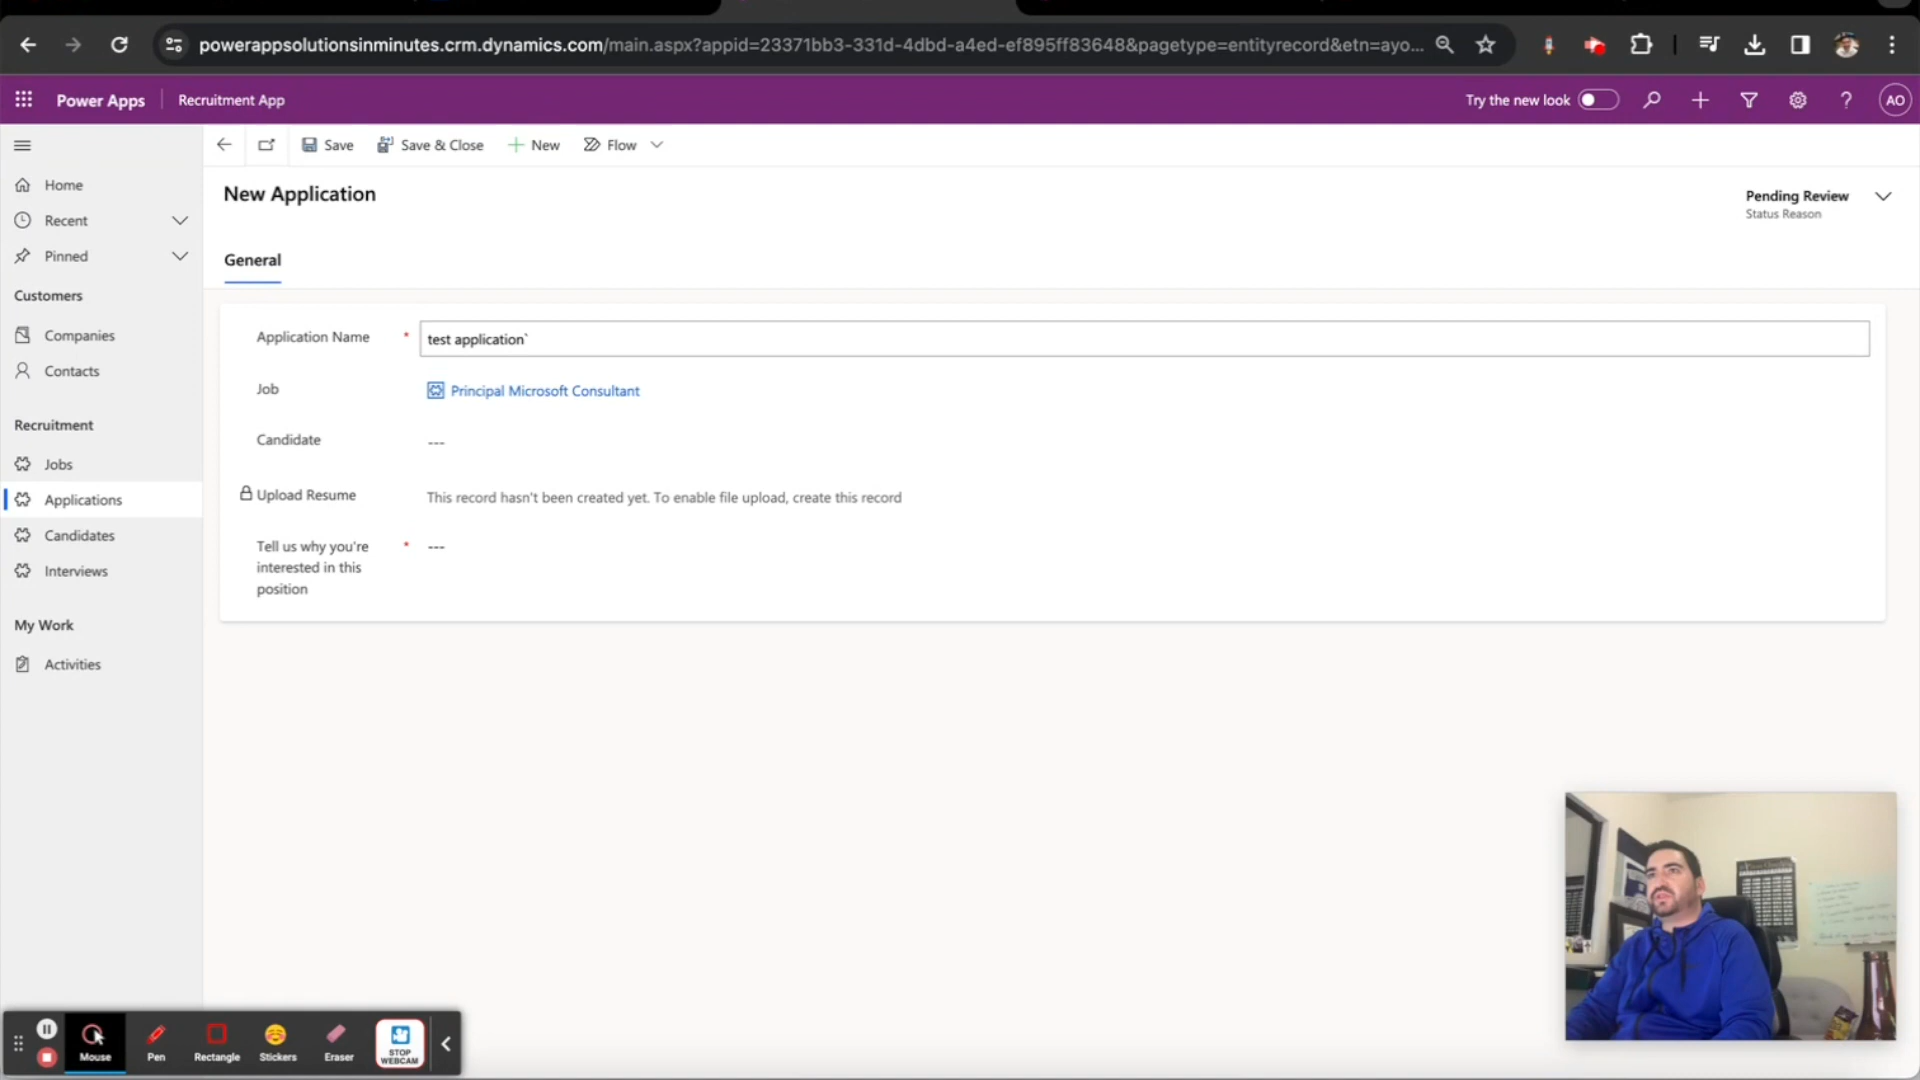 powerappsolutionsinminutes.crm.dynamics.com/main.aspx?appid=23371bb3-331d-4dbd-a4ed-ef895ff83648&pagetype=entityrecord&etn=ayo...
Power Apps
Recruitment App
Try the new look
AO
Save
Save & Close
New
Flow
Home
Recent
Pinned
Customers
Companies
Contacts
Recruitment
Jobs
Applications
Candidates
Interviews
My Work
Activities
New Application
Pending Review
Status Reason
General
Application Name *
test application`
Job
Principal Microsoft Consultant
Candidate
---
Upload Resume
This record hasn't been created yet. To enable file upload, create this record
Tell us why you're
interested in this
position
*
---
Mouse
Pen
Rectangle
Stickers
Eraser
STOP
WEBCAM